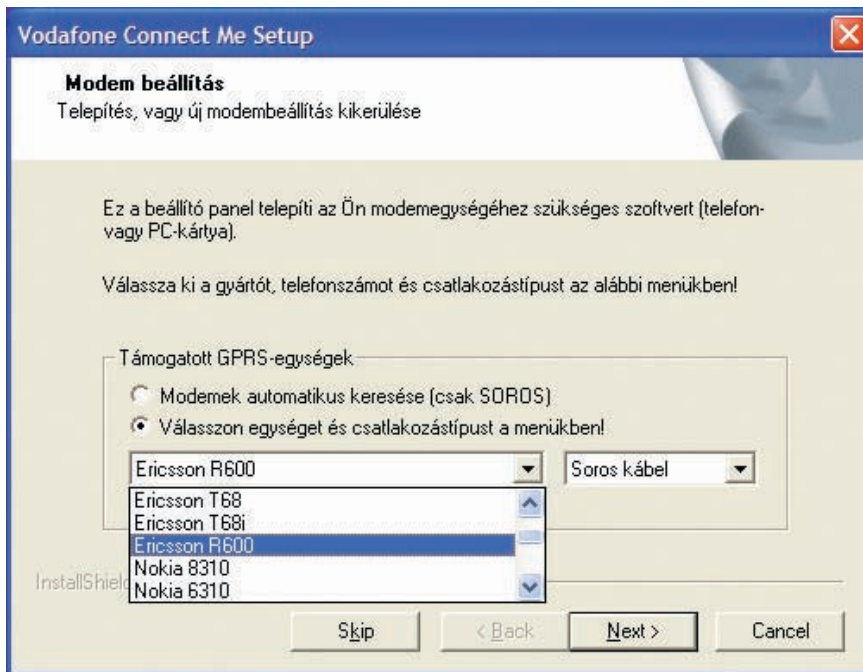 Vodafone Connect Me Setup
Modem beállítás
Telepítés, vagy új modembeállítás kikerülése
Ez a beállító panel telepíti az Ön modemegységéhez szükséges szoftvert (telefon-
vagy PC-kártya).
Válassza ki a gyártót, telefonszámot és csatlakozástípust az alábbi menükben!
Támogatott GPRS-egységek
Modemek automatikus keresése (csak SOROS)
Válasszon egységet és csatlakozástípust a menükben!
Ericsson R600 Soros kábel
Ericsson T68
Ericsson T68i
Ericsson R600
Nokia 8310
Nokia 6310
InstallShield
Skip < Back Next > Cancel